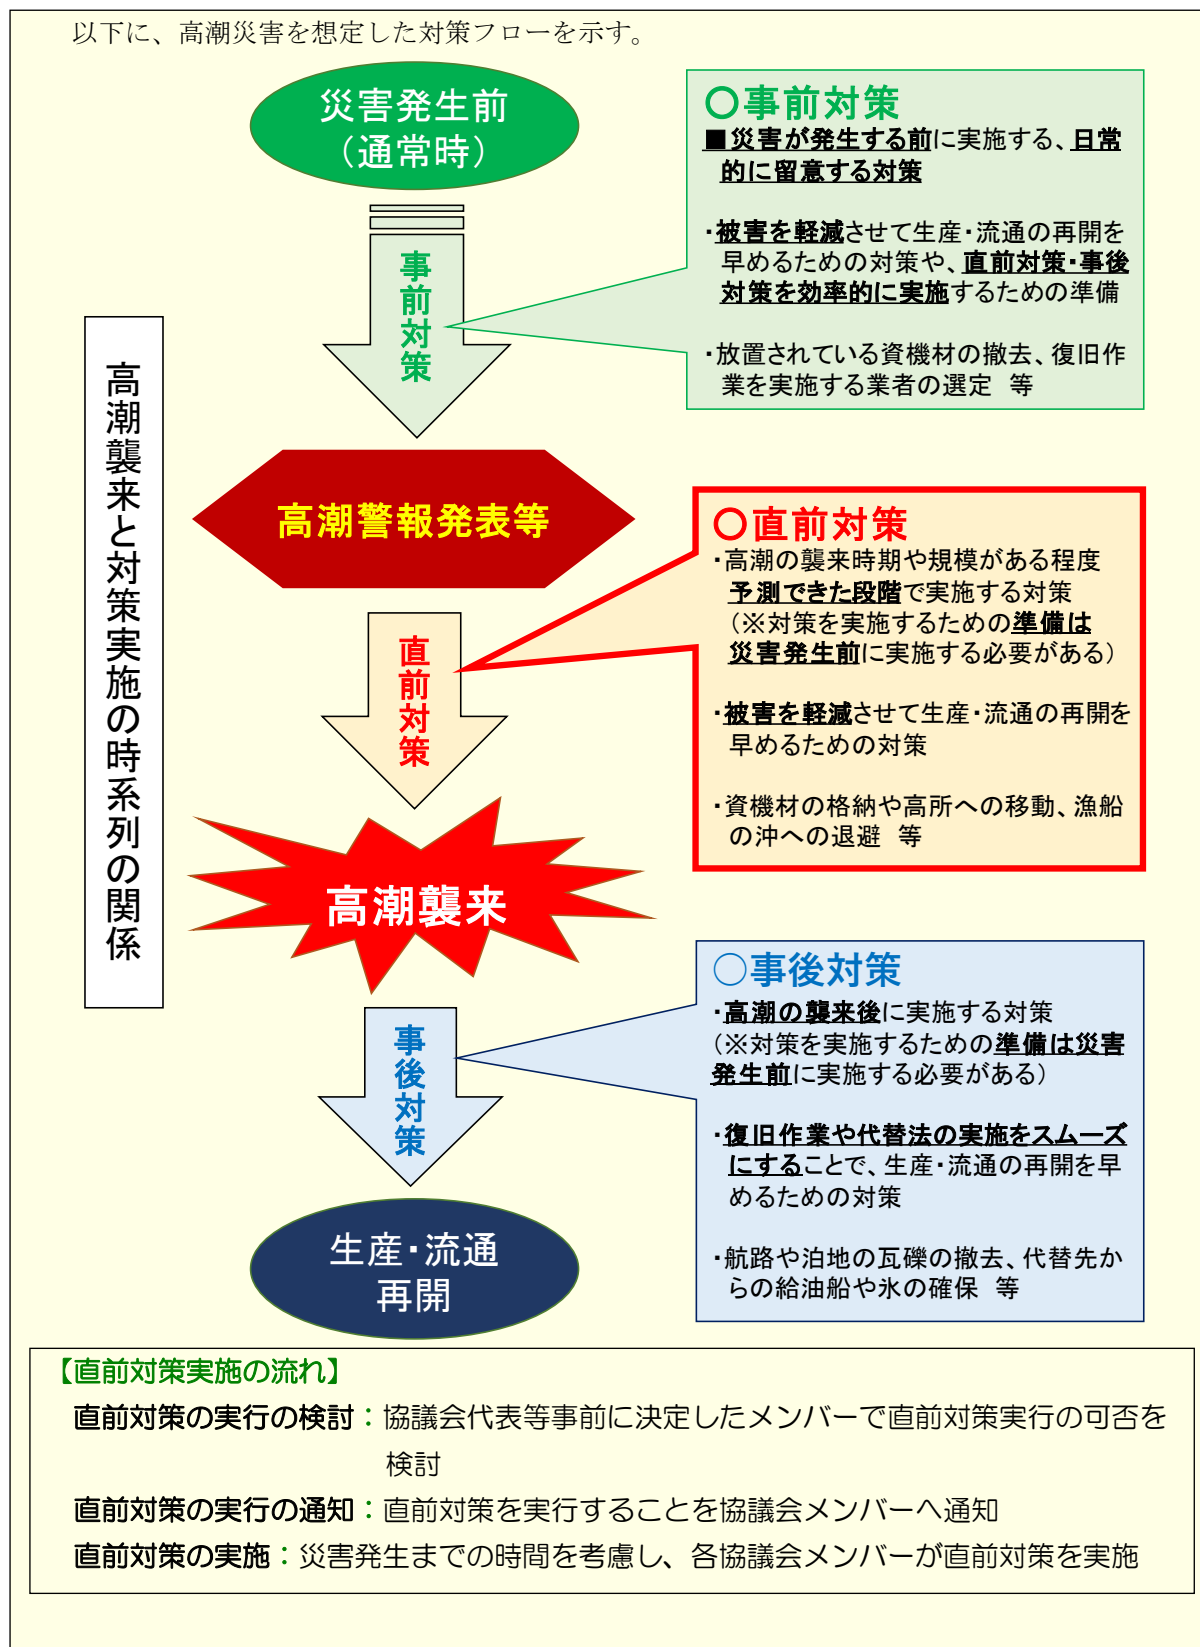 以下に、高潮災害を想定した対策フローを示す。
災害発生前
（通常時）
○事前対策
■災害が発生する前に実施する、日常
的に留意する対策
・被害を軽減させて生産・流通の再開を
早めるための対策や、直前対策・事後
対策を効率的に実施するための準備
・放置されている資機材の撤去、復旧作
業を実施する業者の選定　等
事前対策
高潮襲来と対策実施の時系列の関係
高潮警報発表等
○直前対策
・高潮の襲来時期や規模がある程度
予測できた段階で実施する対策
（※対策を実施するための準備は
災害発生前に実施する必要がある）
・被害を軽減させて生産・流通の再開を
早めるための対策
・資機材の格納や高所への移動、漁船
の沖への退避　等
直前対策
高潮襲来
○事後対策
・高潮の襲来後に実施する対策
（※対策を実施するための準備は災害
発生前に実施する必要がある）
・復旧作業や代替法の実施をスムーズ
にすることで、生産・流通の再開を早
めるための対策
・航路や泊地の瓦礫の撤去、代替先か
らの給油船や氷の確保　等
事後対策
生産・流通
再開
【直前対策実施の流れ】
直前対策の実行の検討：協議会代表等事前に決定したメンバーで直前対策実行の可否を
検討
直前対策の実行の通知：直前対策を実行することを協議会メンバーへ通知
直前対策の実施：災害発生までの時間を考慮し、各協議会メンバーが直前対策を実施